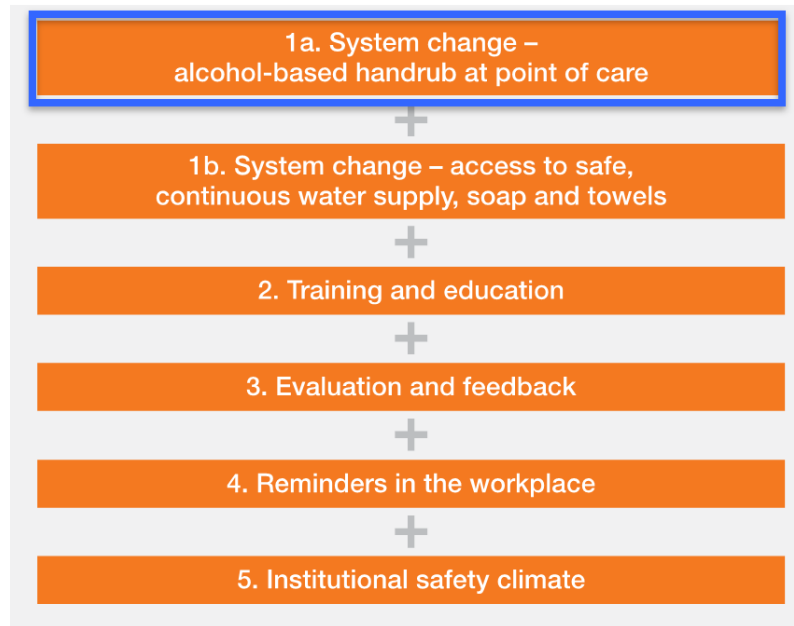 1a. System change –
alcohol-based handrub at point of care
+
1b. System change – access to safe,
continuous water supply, soap and towels
+
2. Training and education
+
3. Evaluation and feedback
+
4. Reminders in the workplace
+
5. Institutional safety climate